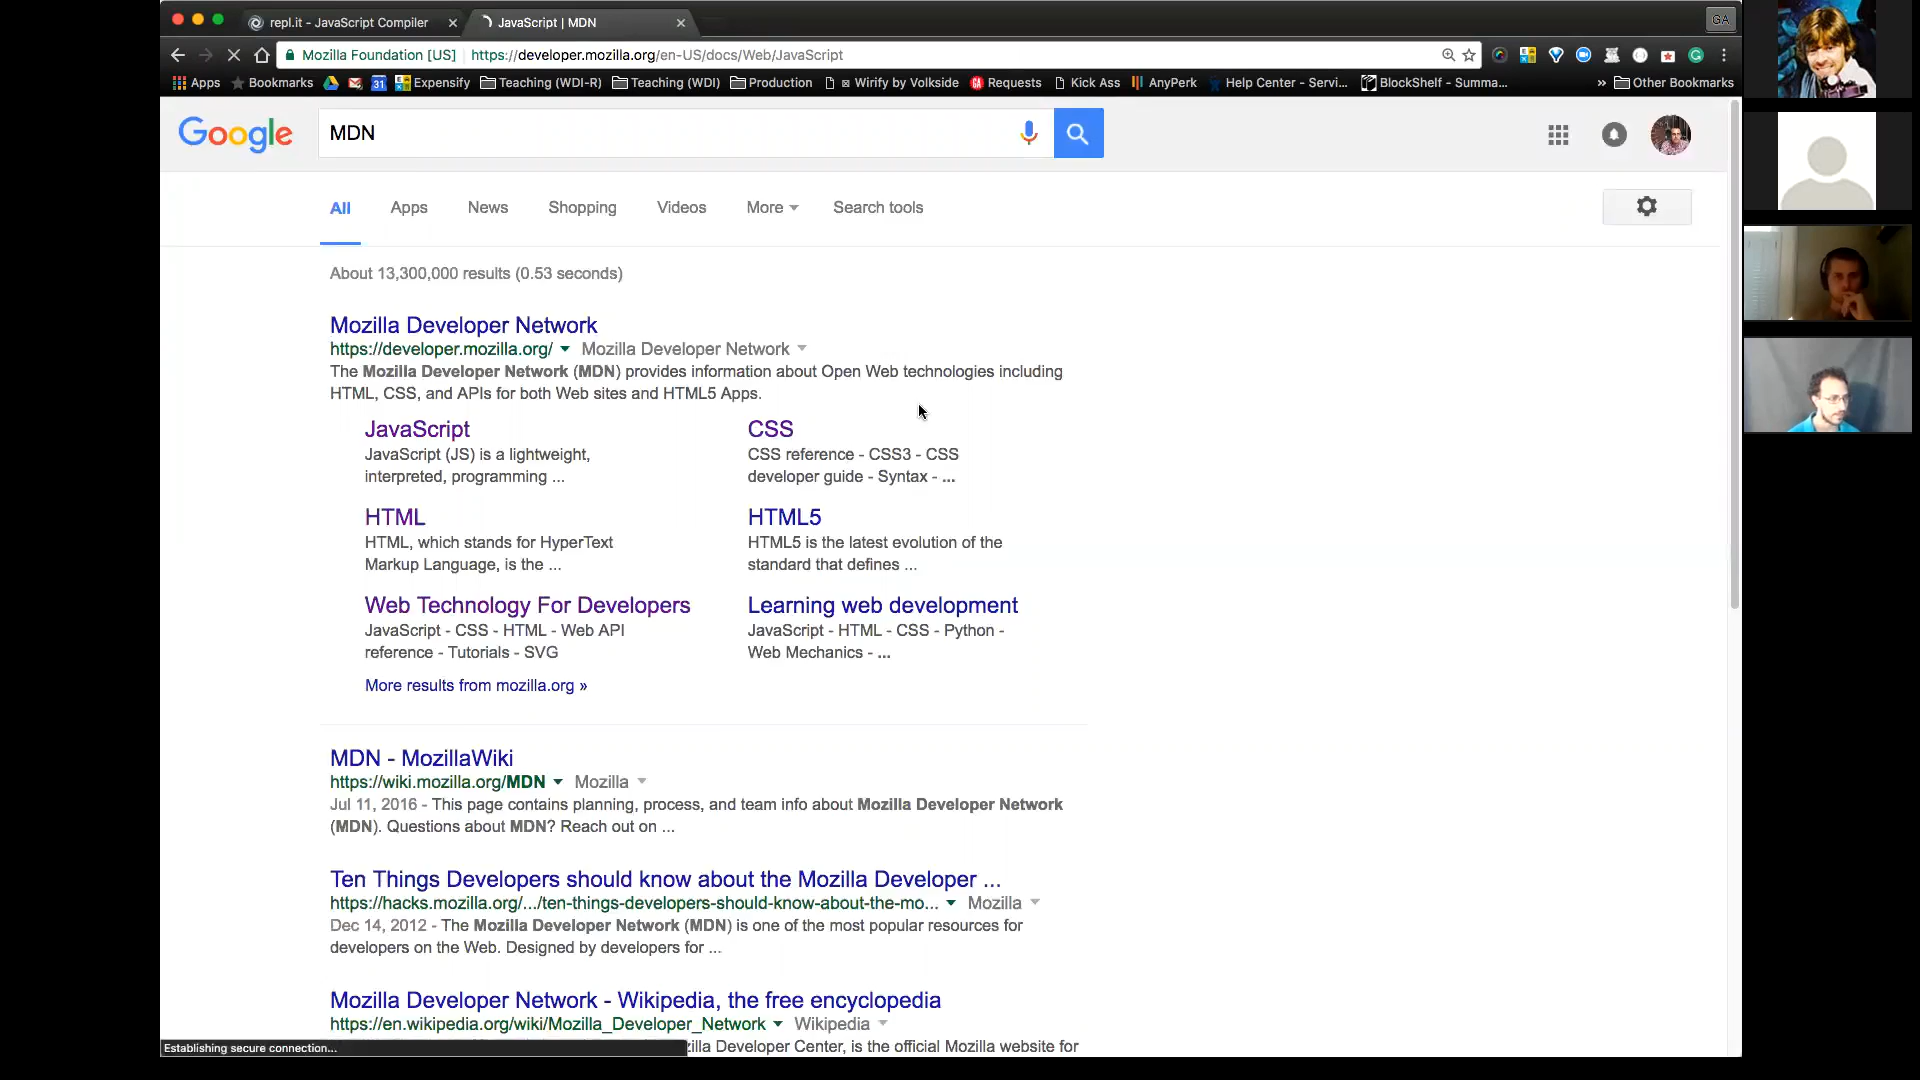 repl.it - JavaScript Compiler
JavaScript | MDN
GA
Mozilla Foundation [US] https://developer.mozilla.org/en-US/docs/Web/JavaScript
Apps Bookmarks 31 Expensify Teaching (WDI-R) Teaching (WDI) Production Wirify by Volkside Requests Kick Ass AnyPerk Help Center - Servi... BlockShelf - Summa... » Other Bookmarks
Google MDN
All Apps News Shopping Videos More Search tools
About 13,300,000 results (0.53 seconds)
Mozilla Developer Network
https://developer.mozilla.org/ Mozilla Developer Network
The Mozilla Developer Network (MDN) provides information about Open Web technologies including
HTML, CSS, and APIs for both Web sites and HTML5 Apps.
JavaScript
JavaScript (JS) is a lightweight,
interpreted, programming ...
CSS
CSS reference - CSS3 - CSS
developer guide - Syntax - ...
HTML
HTML, which stands for HyperText
Markup Language, is the ...
HTML5
HTML5 is the latest evolution of the
standard that defines ...
Web Technology For Developers
JavaScript - CSS - HTML - Web API
reference - Tutorials - SVG
Learning web development
JavaScript - HTML - CSS - Python -
Web Mechanics - ...
More results from mozilla.org »
MDN - MozillaWiki
https://wiki.mozilla.org/MDN Mozilla
Jul 11, 2016 - This page contains planning, process, and team info about Mozilla Developer Network
(MDN). Questions about MDN? Reach out on ...
Ten Things Developers should know about the Mozilla Developer ...
https://hacks.mozilla.org/.../ten-things-developers-should-know-about-the-mo... Mozilla
Dec 14, 2012 - The Mozilla Developer Network (MDN) is one of the most popular resources for
developers on the Web. Designed by developers for ...
Mozilla Developer Network - Wikipedia, the free encyclopedia
https://en.wikipedia.org/wiki/Mozilla_Developer_Network Wikipedia
zilla Developer Center, is the official Mozilla website for
Establishing secure connection...